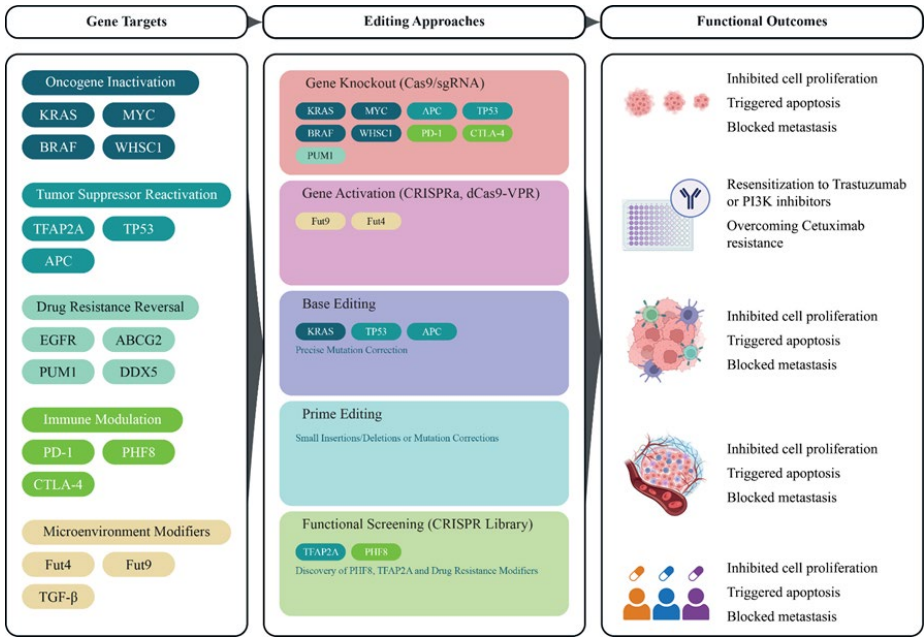 Gene Targets
Editing Approaches
Functional Outcomes
Oncogene Inactivation
KRAS MYC
BRAF WHSC1
Tumor Suppressor Reactivation
TFAP2A TP53
APC
Drug Resistance Reversal
EGFR ABCG2
PUM1 DDX5
Immune Modulation
PD-1 PHF8
CTLA-4
Microenvironment Modifiers
Fut4 Fut9
TGF-β
Gene Knockout (Cas9/sgRNA)
KRAS MYC APC TP53
BRAF WHSC1 PD-1 CTLA-4
PUM1
Gene Activation (CRISPRa, dCas9-VPR)
Fut9 Fut4
Base Editing
KRAS TP53 APC
Precise Mutation Correction
Prime Editing
Small Insertions/Deletions or Mutation Corrections
Functional Screening (CRISPR Library)
TFAP2A PHF8
Discovery of PHF8, TFAP2A and Drug Resistance Modifiers
Inhibited cell proliferation
Triggered apoptosis
Blocked metastasis
Resensitization to Trastuzumab
or PI3K inhibitors
Overcoming Cetuximab
resistance
Inhibited cell proliferation
Triggered apoptosis
Blocked metastasis
Inhibited cell proliferation
Triggered apoptosis
Blocked metastasis
Inhibited cell proliferation
Triggered apoptosis
Blocked metastasis